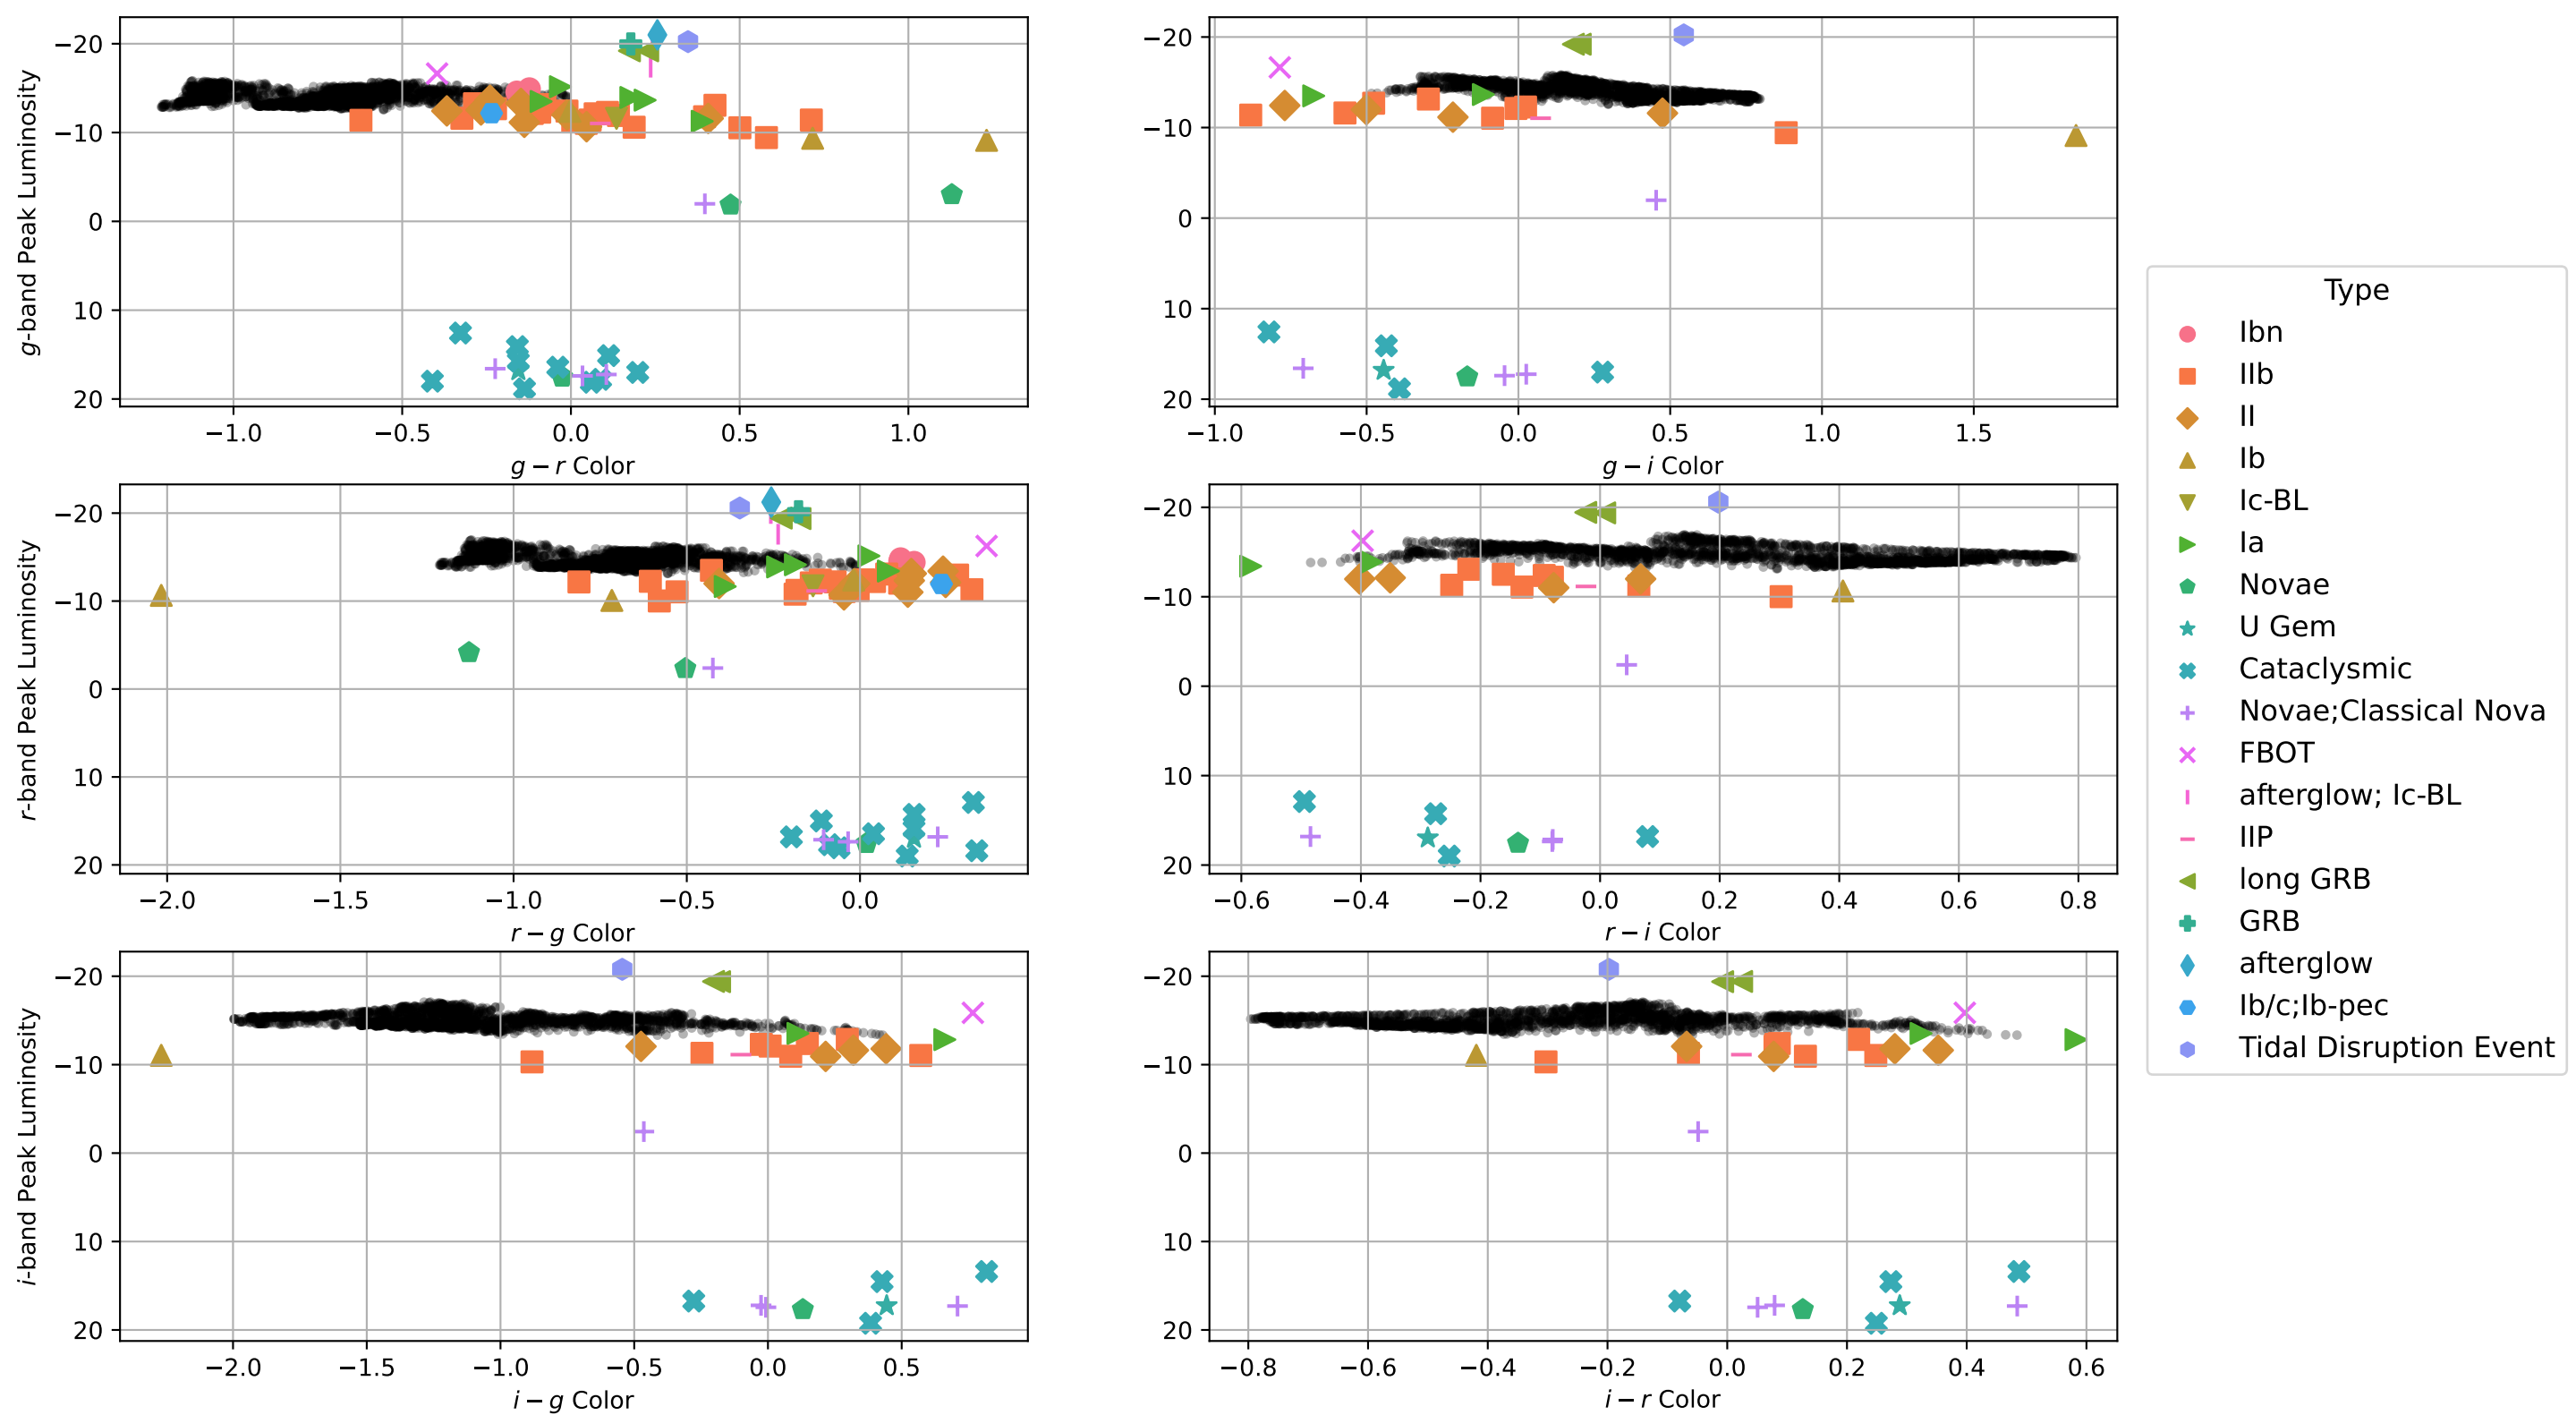 −20
−10
0
10
20
g-band Peak Luminosity
−1.0 −0.5 0.0 0.5 1.0
g − r Color
−20
−10
0
10
20
−1.0 −0.5 0.0 0.5 1.0 1.5
g − i Color
−20
−10
0
10
20
r-band Peak Luminosity
−2.0 −1.5 −1.0 −0.5 0.0
r − g Color
−20
−10
0
10
20
−0.6 −0.4 −0.2 0.0 0.2 0.4 0.6 0.8
r − i Color
−20
−10
0
10
20
i-band Peak Luminosity
−2.0 −1.5 −1.0 −0.5 0.0 0.5
i − g Color
−20
−10
0
10
20
−0.8 −0.6 −0.4 −0.2 0.0 0.2 0.4 0.6
i − r Color
Type
Ibn
IIb
II
Ib
Ic-BL
Ia
Novae
U Gem
Cataclysmic
Novae;Classical Nova
FBOT
afterglow; Ic-BL
IIP
long GRB
GRB
afterglow
Ib/c;Ib-pec
Tidal Disruption Event